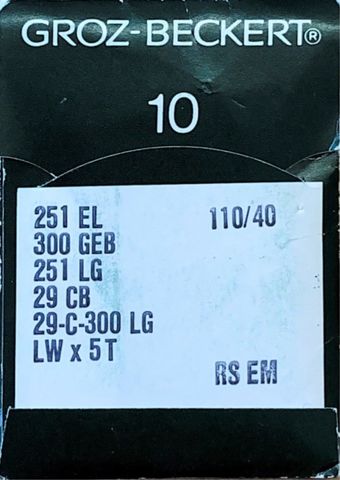 GROZ-BECKERT®
10
251 EL 110/40
300 GEB
251 LG
29 CB
29-C-300 LG
LW x 5T
RS EM